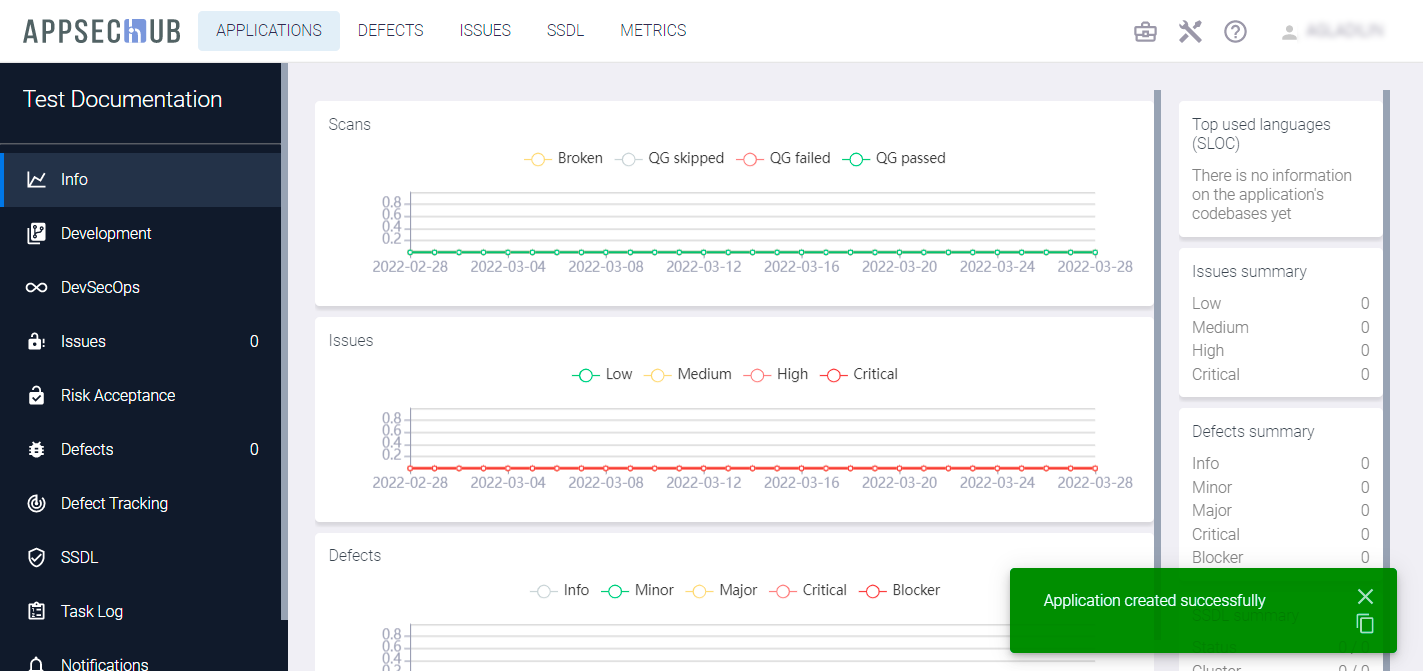 APPSECHUB
APPLICATIONS
DEFECTS
ISSUES
SSDL
METRICS
Test Documentation
Info
Development
DevSecOps
Issues 0
Risk Acceptance
Defects 0
Defect Tracking
SSDL
Task Log
Notifications
Scans
Broken QG skipped QG failed QG passed
0.8
0.6
0.4
0.2
2022-02-28 2022-03-04 2022-03-08 2022-03-12 2022-03-16 2022-03-20 2022-03-24 2022-03-28
Issues
Low Medium High Critical
0.8
0.6
0.4
0.2
2022-02-28 2022-03-04 2022-03-08 2022-03-12 2022-03-16 2022-03-20 2022-03-24 2022-03-28
Defects
Info Minor Major Critical Blocker
0.8
0.6
0.4
0.2
Top used languages
(SLOC)
There is no information
on the application's
codebases yet
Issues summary
Low 0
Medium 0
High 0
Critical 0
Defects summary
Info 0
Minor 0
Major 0
Critical 0
Blocker 0
Application created successfully
Cluster 0 / 0